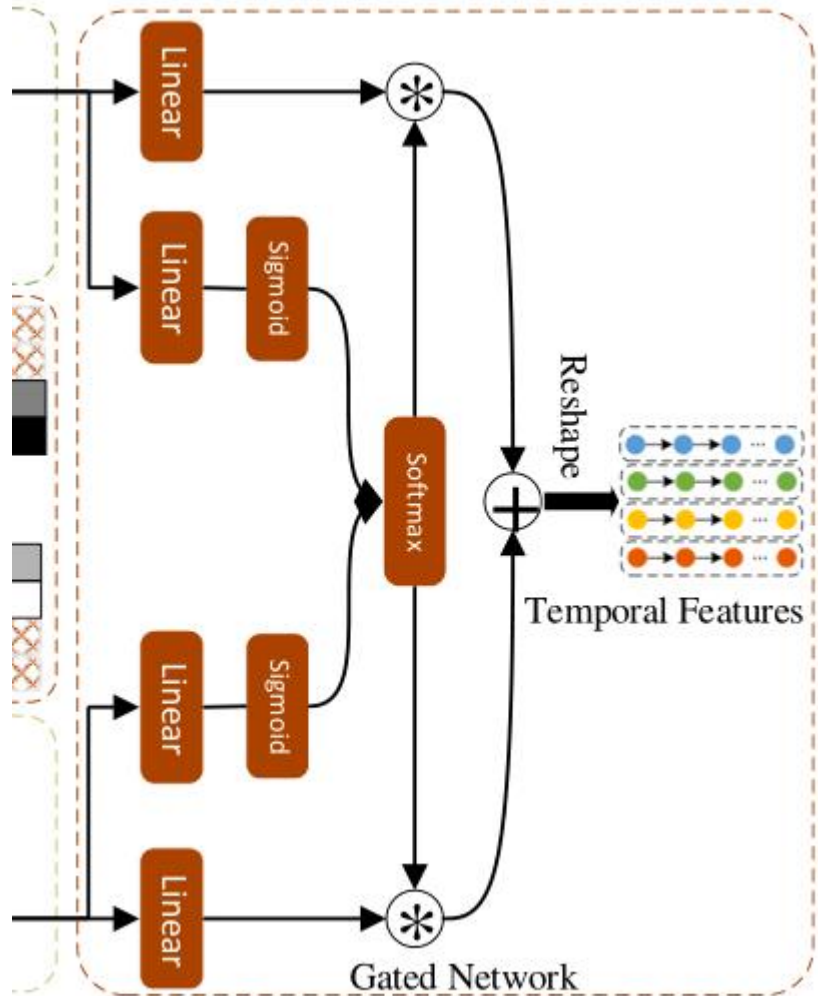 Linear
Linear
Sigmoid
Softmax
Reshape
Temporal Features
Linear
Sigmoid
Linear
Gated Network